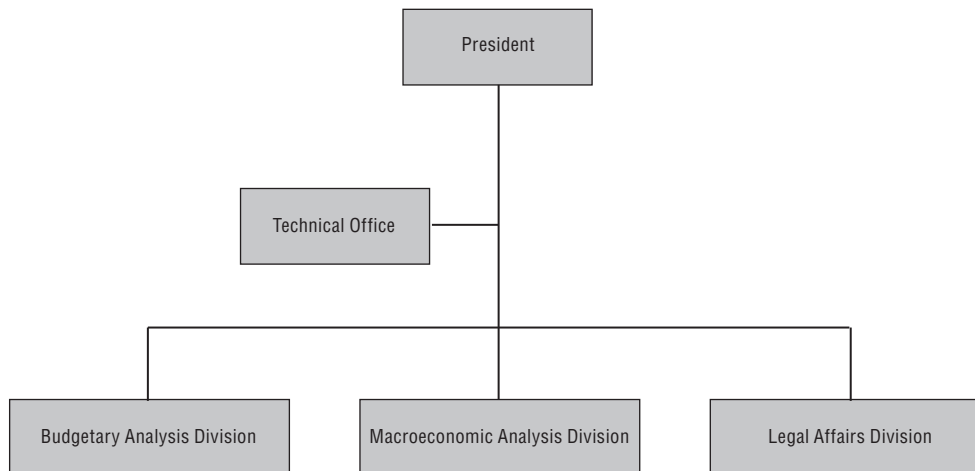 President
Technical Office
Budgetary Analysis Division
Macroeconomic Analysis Division
Legal Affairs Division